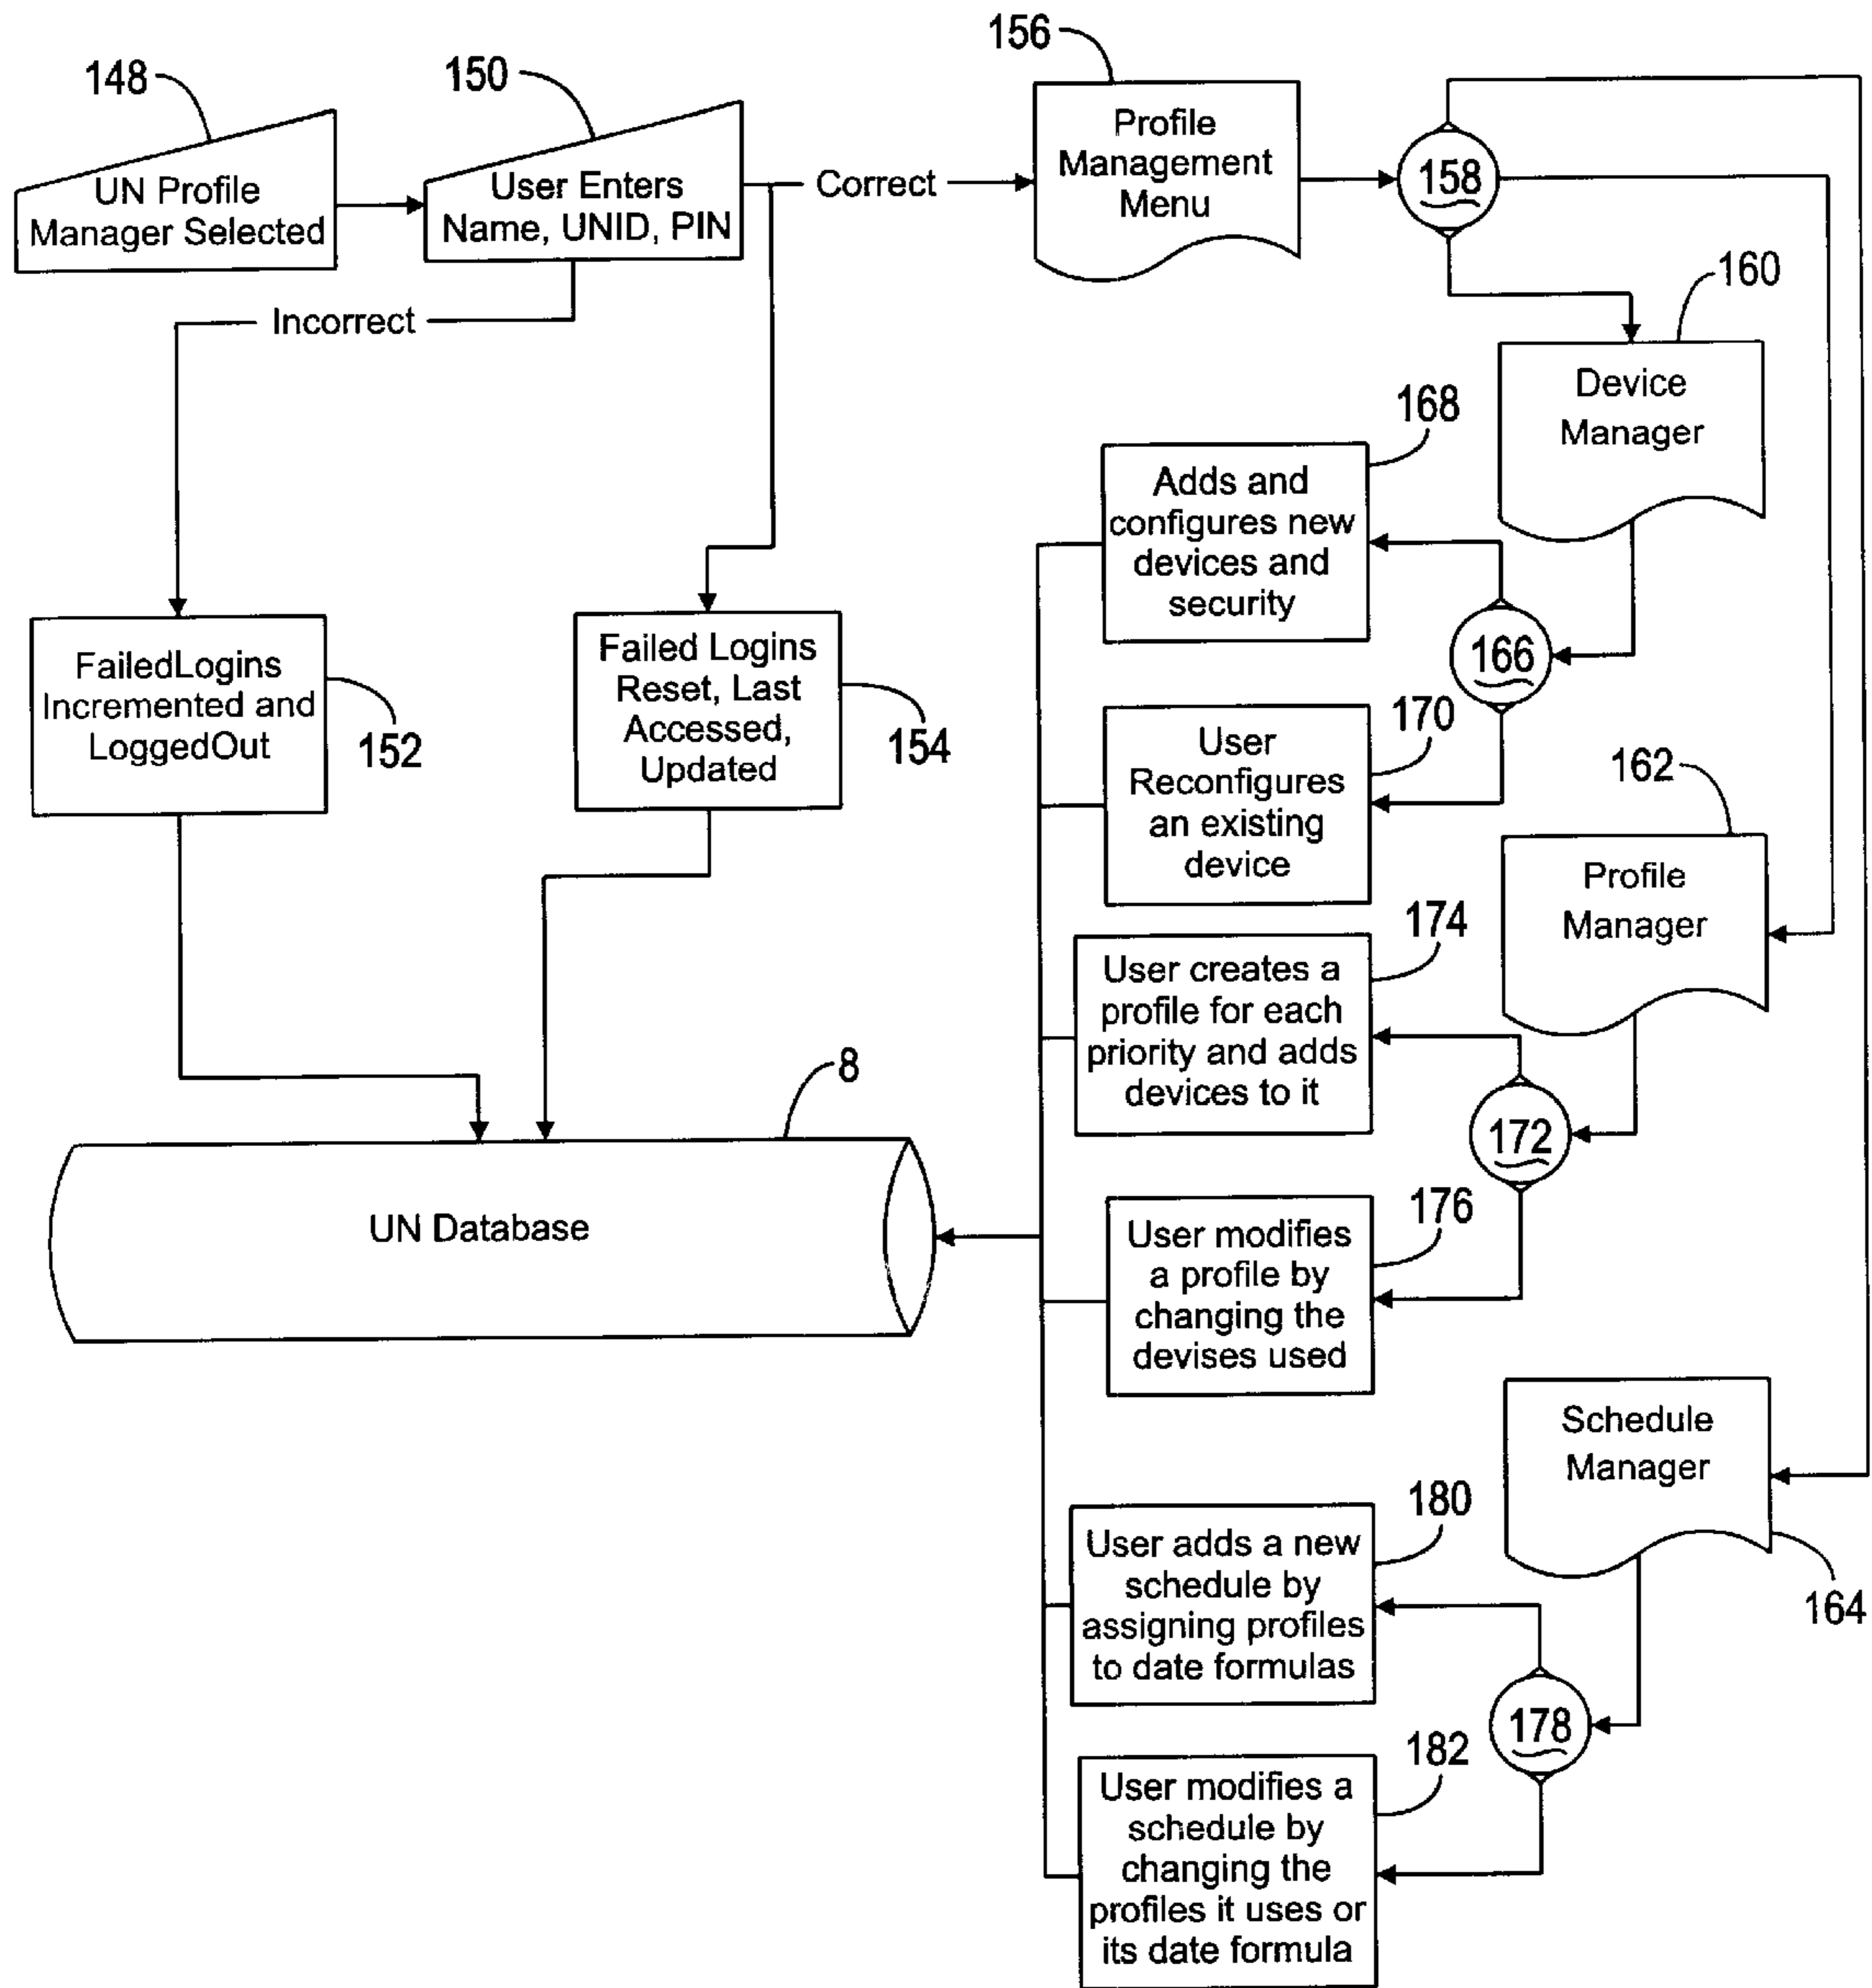 148
UN Profile
Manager Selected
150
User Enters
Name, UNID, PIN
Correct
Incorrect
156
Profile
Management
Menu
158
160
Device
Manager
168
Adds and
configures new
devices and
security
166
170
User
Reconfigures
an existing
device
FailedLogins
Incremented and
LoggedOut
152
Failed Logins
Reset, Last
Accessed,
Updated
154
162
Profile
Manager
174
User creates a
profile for each
priority and adds
devices to it
172
8
UN Database
176
User modifies
a profile by
changing the
devises used
Schedule
Manager
164
180
User adds a new
schedule by
assigning profiles
to date formulas
178
182
User modifies a
schedule by
changing the
profiles it uses or
its date formula